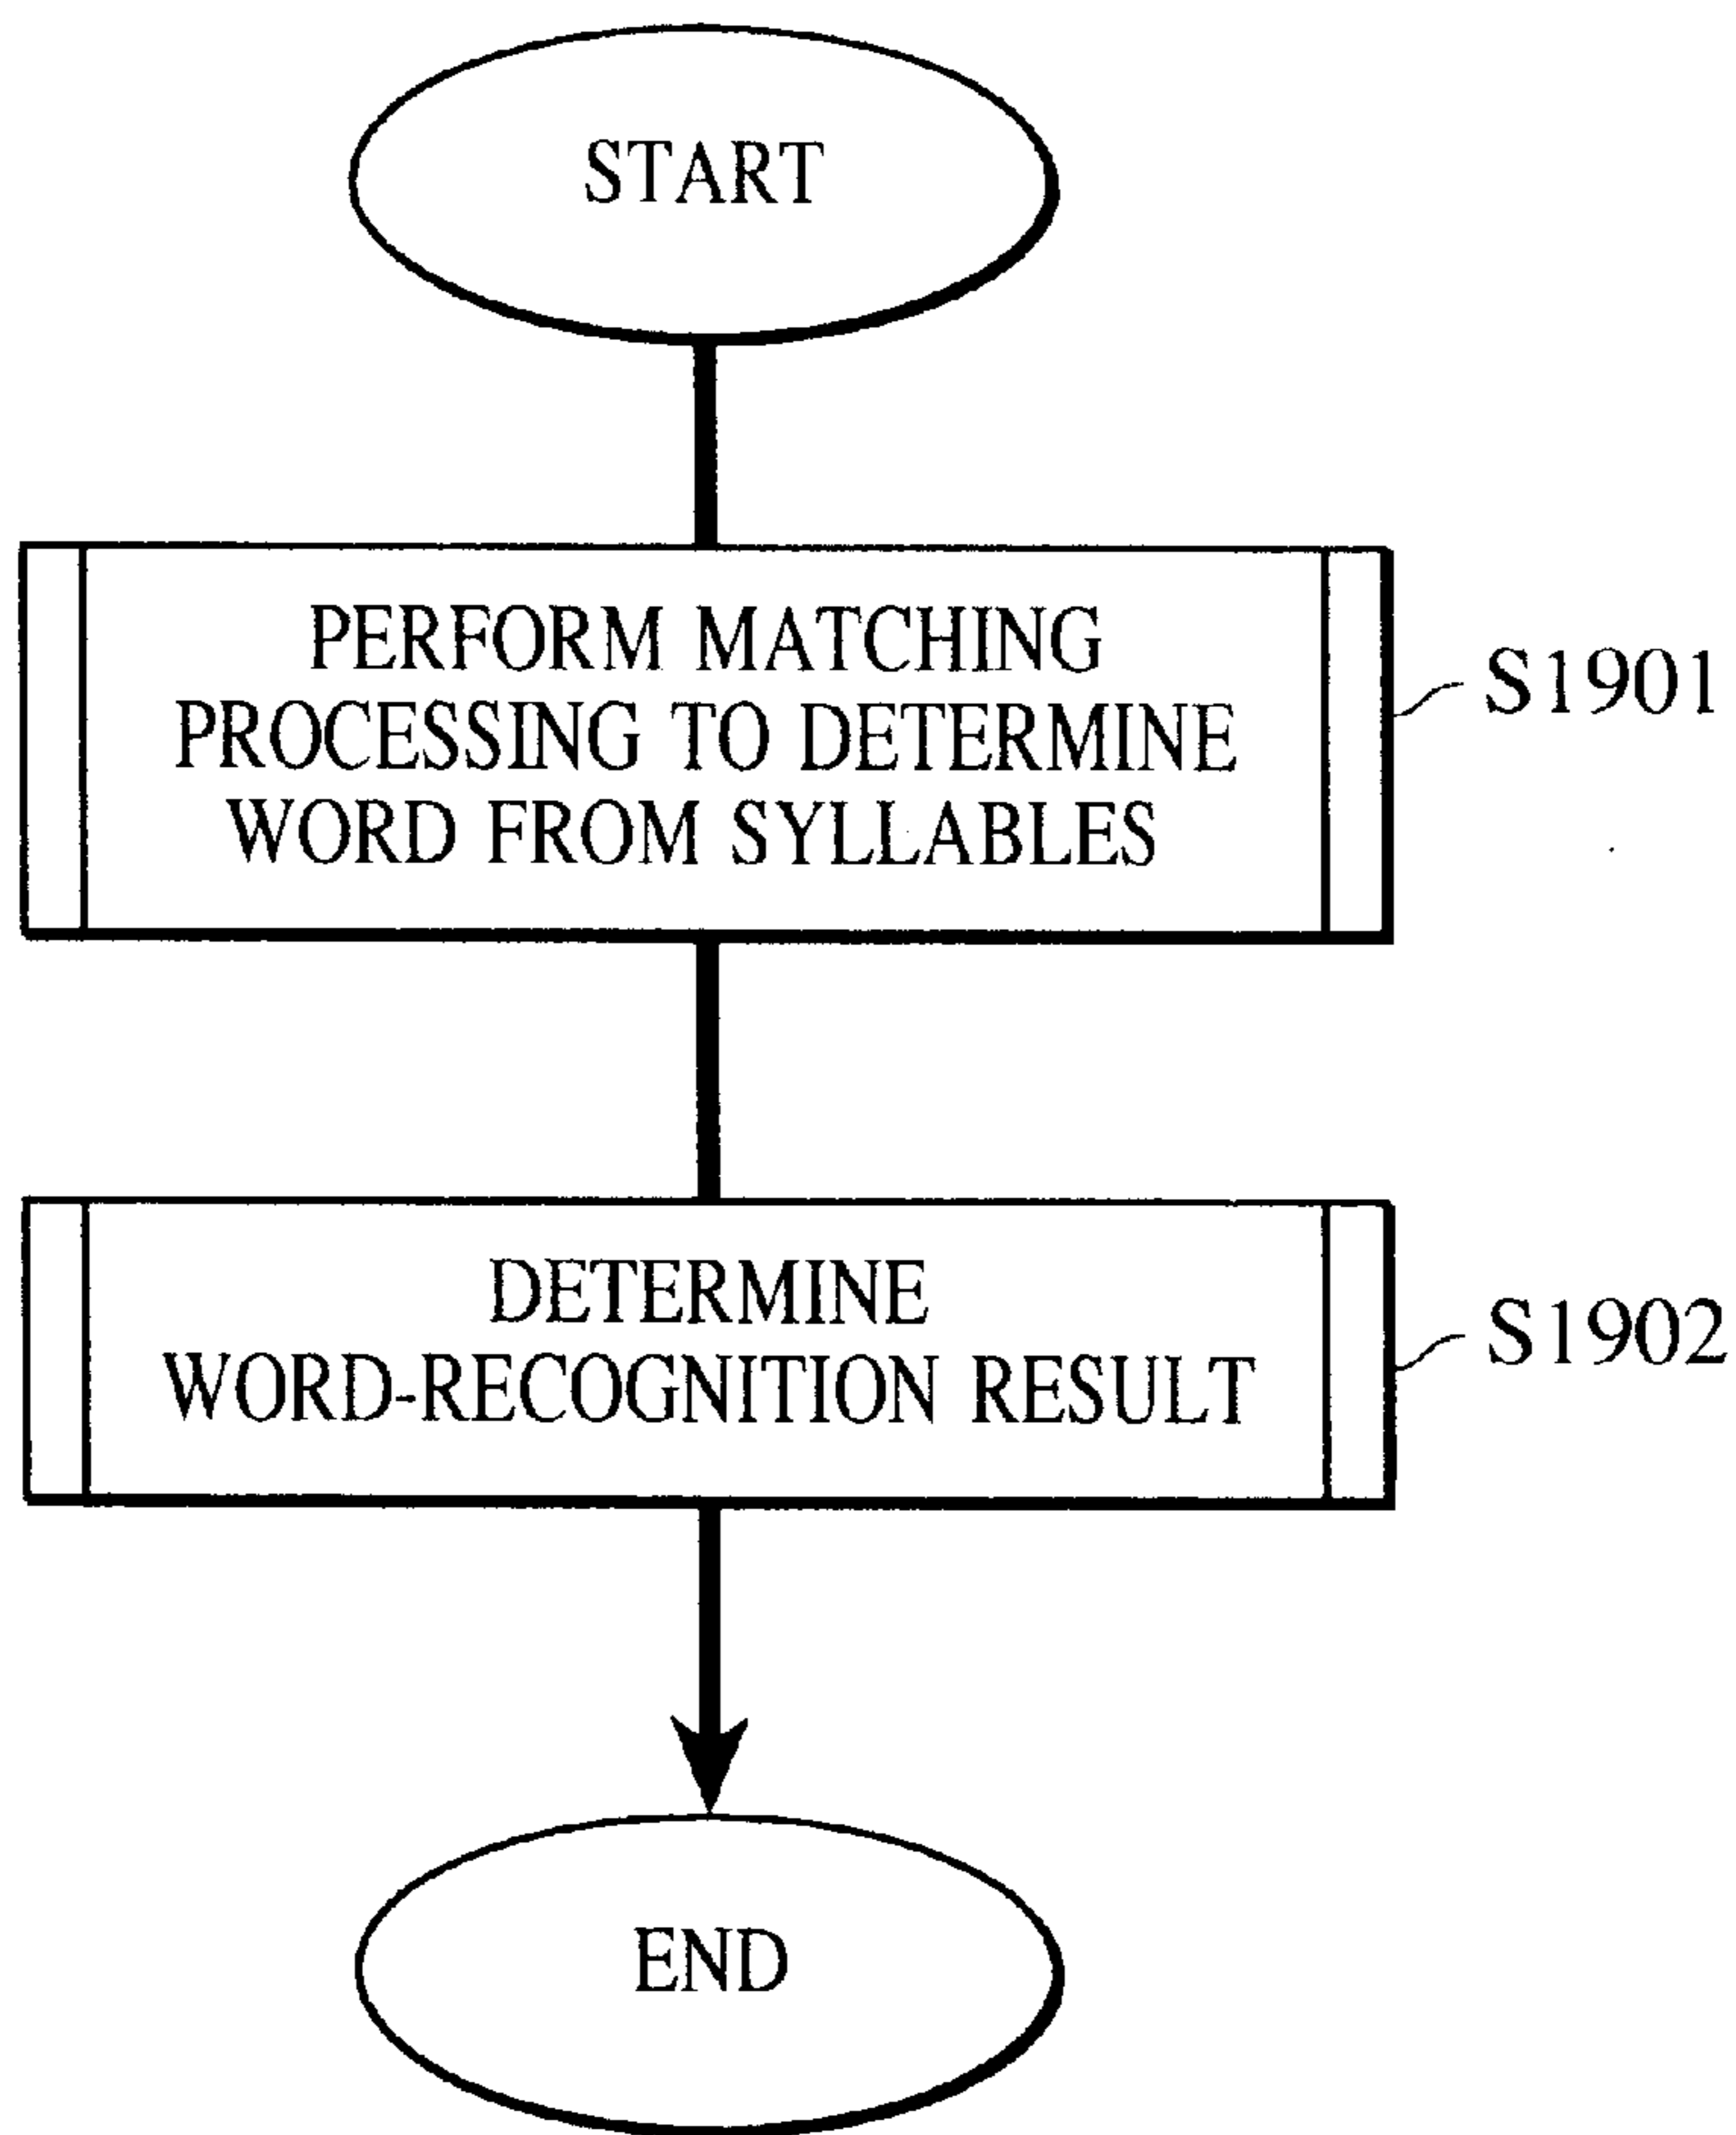 START
PERFORM MATCHING
PROCESSING TO DETERMINE
WORD FROM SYLLABLES
S1901
DETERMINE
WORD-RECOGNITION RESULT
S1902
END